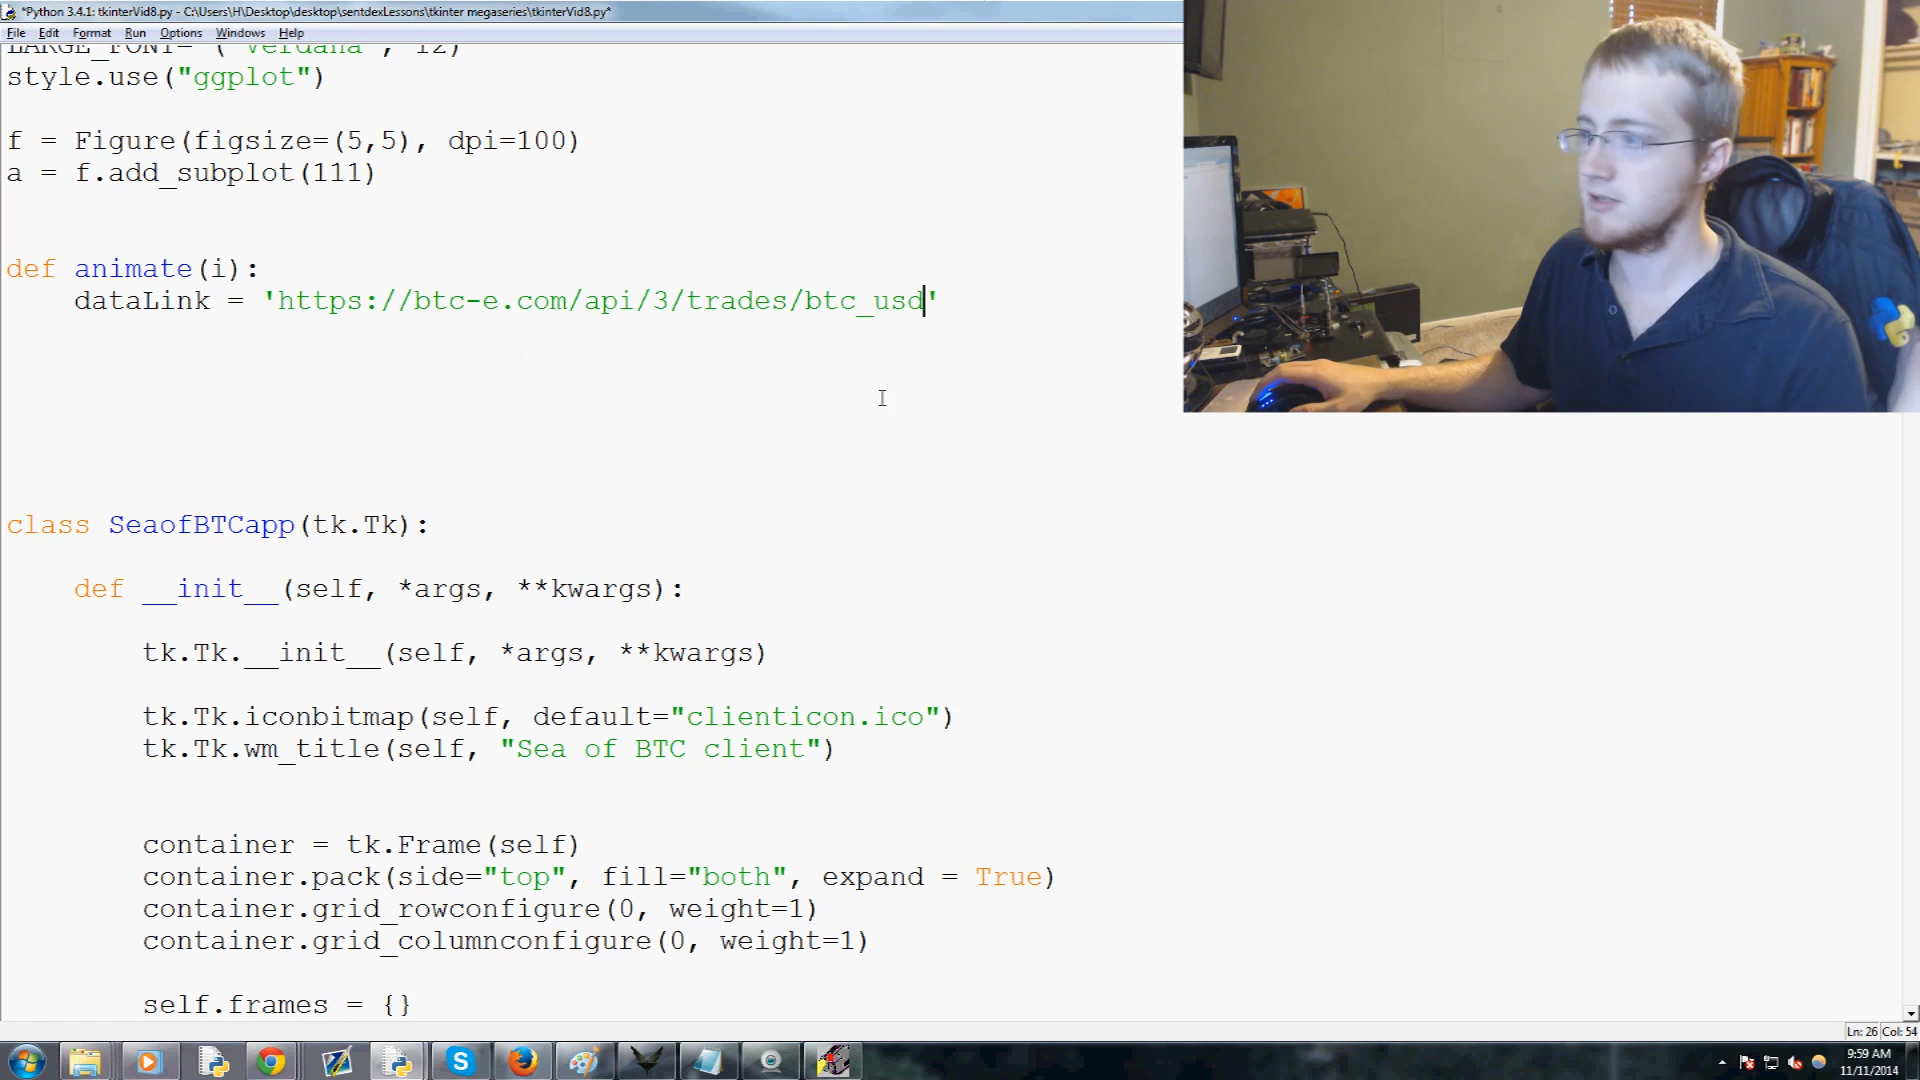 *Python 3.4.1: tkinterVid8.py - C:\Users\H\Desktop\desktop\sentdexLessons\tkinter megaseries\tkinterVid8.py*
File Edit Format Run Options Windows Help
LARGE_FONT= ("Verdana", 12)
style.use("ggplot")
f = Figure(figsize=(5,5), dpi=100)
a = f.add_subplot(111)
def animate(i):
dataLink = 'https://btc-e.com/api/3/trades/btc_usd'
class SeaofBTCapp(tk.Tk):
def __init__(self, *args, **kwargs):
tk.Tk.__init__(self, *args, **kwargs)
tk.Tk.iconbitmap(self, default="clienticon.ico")
tk.Tk.wm_title(self, "Sea of BTC client")
container = tk.Frame(self)
container.pack(side="top", fill="both", expand = True)
container.grid_rowconfigure(0, weight=1)
container.grid_columnconfigure(0, weight=1)
self.frames = {}
Ln: 26 Col: 54
9:59 AM
11/11/2014